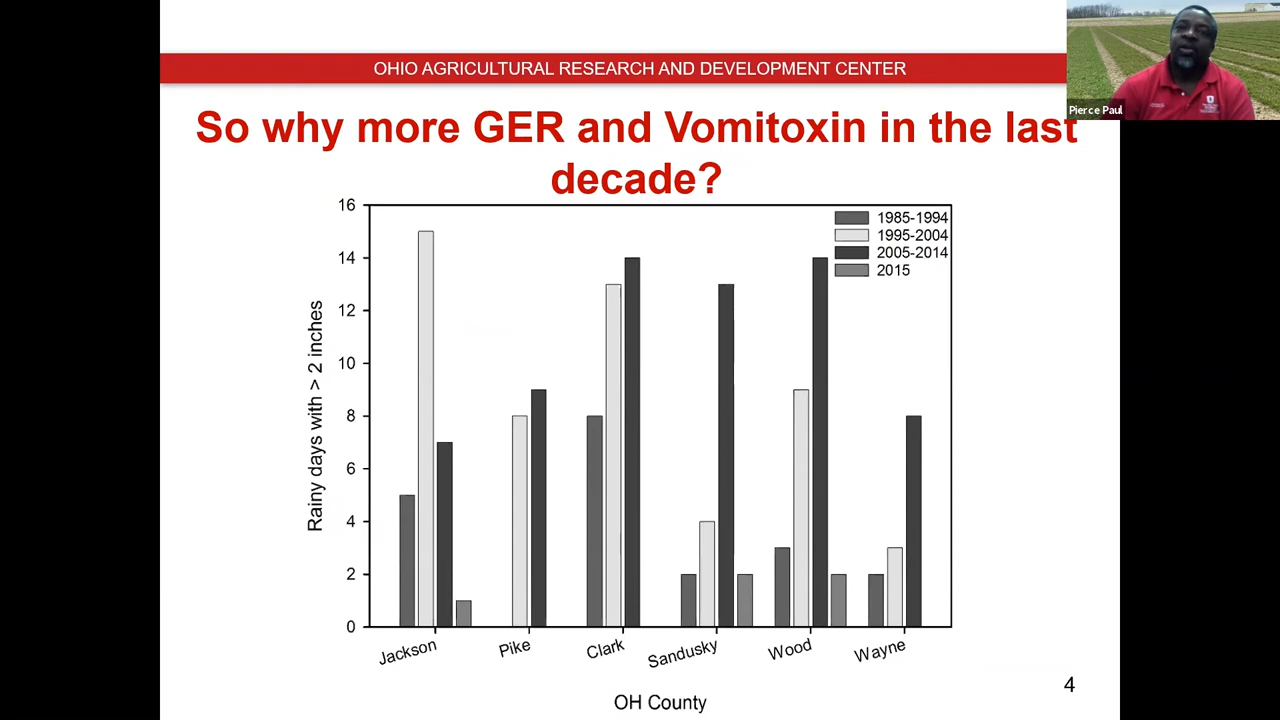 OHIO AGRICULTURAL RESEARCH AND DEVELOPMENT CENTER
Pierce Paul
So why more GER and Vomitoxin in the last
decade?
16
14
12
10
8
6
4
2
0
Rainy days with > 2 inches
1985-1994
1995-2004
2005-2014
2015
Jackson
Pike
Clark
Sandusky
Wood
Wayne
OH County
4